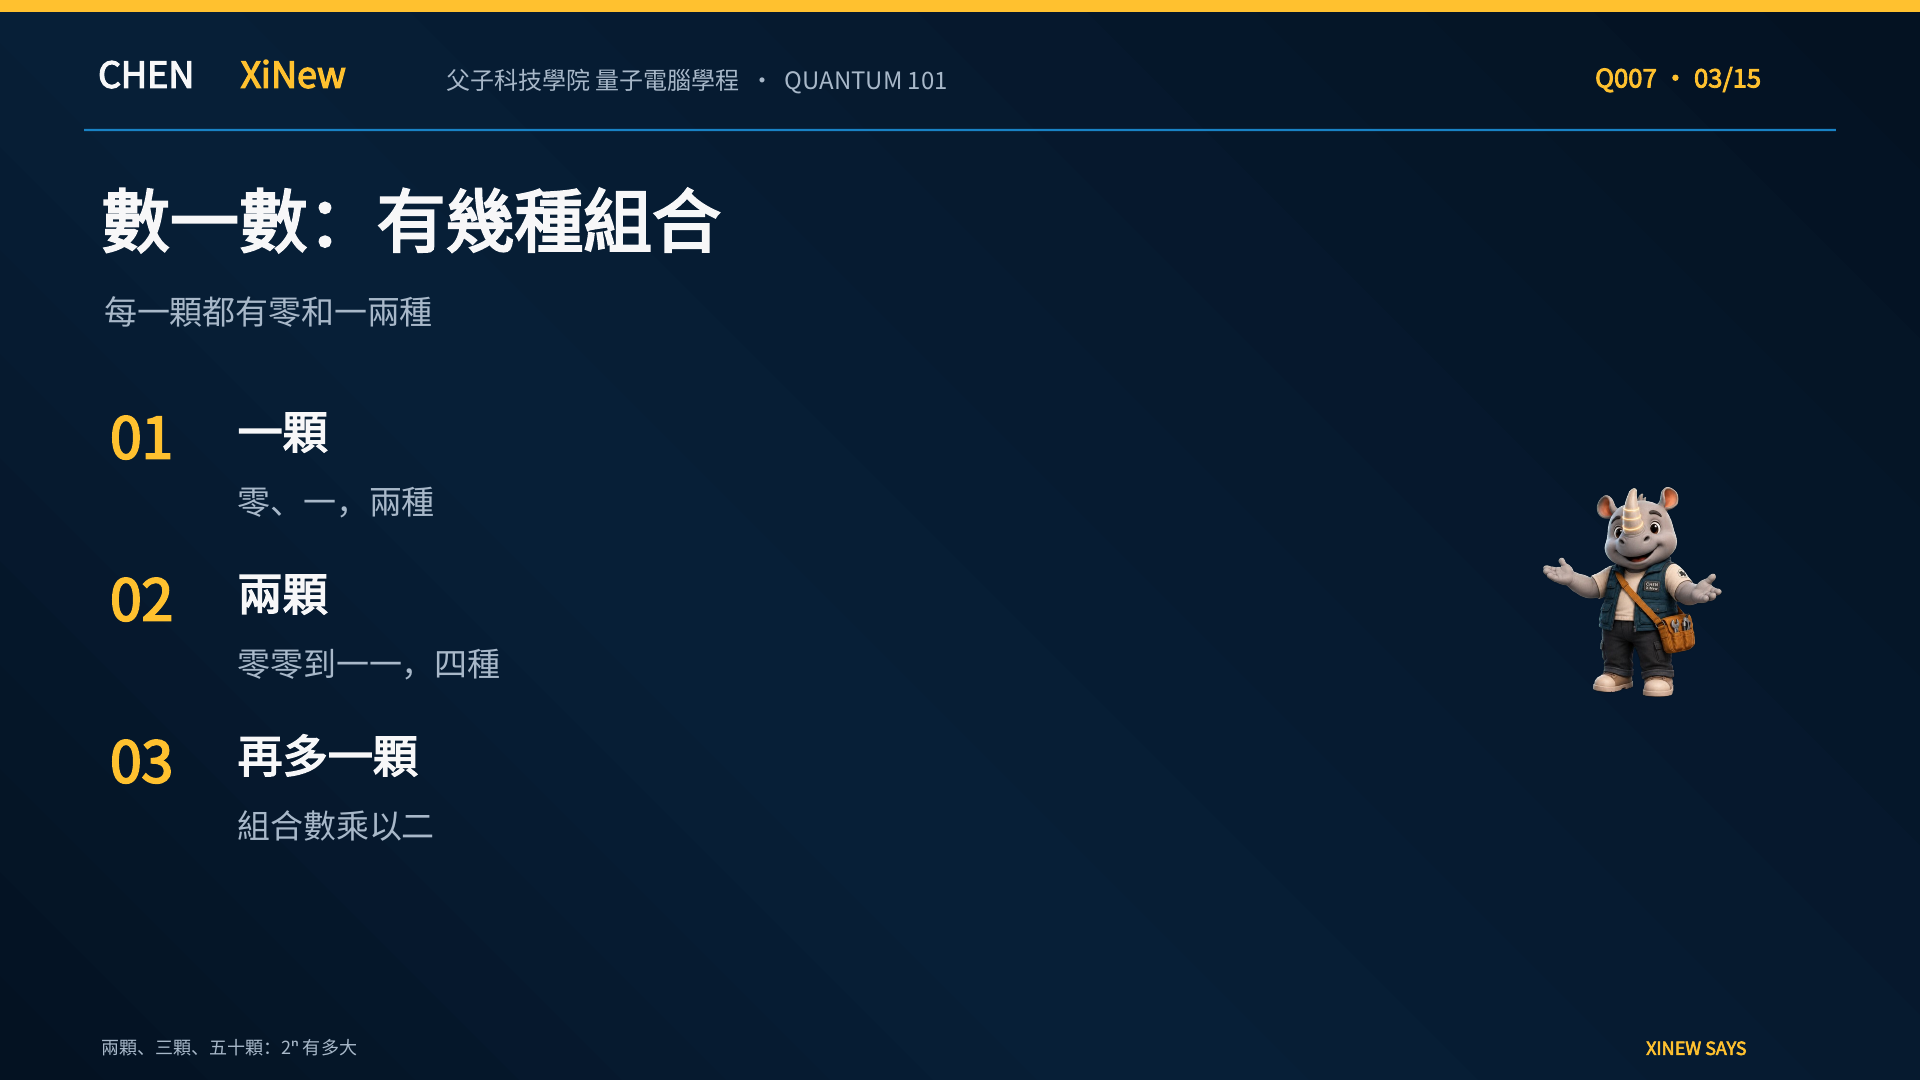 CHEN XiNew 父子科技學院 量子電腦學程 · QUANTUM 101 Q007 · 03/15
數一數：有幾種組合
每一顆都有零和一兩種
01 一顆
零、一，兩種
02 兩顆
零零到一一，四種
03 再多一顆
組合數乘以二
CHEN XiNew
兩顆、三顆、五十顆：2ⁿ 有多大 XINEW SAYS